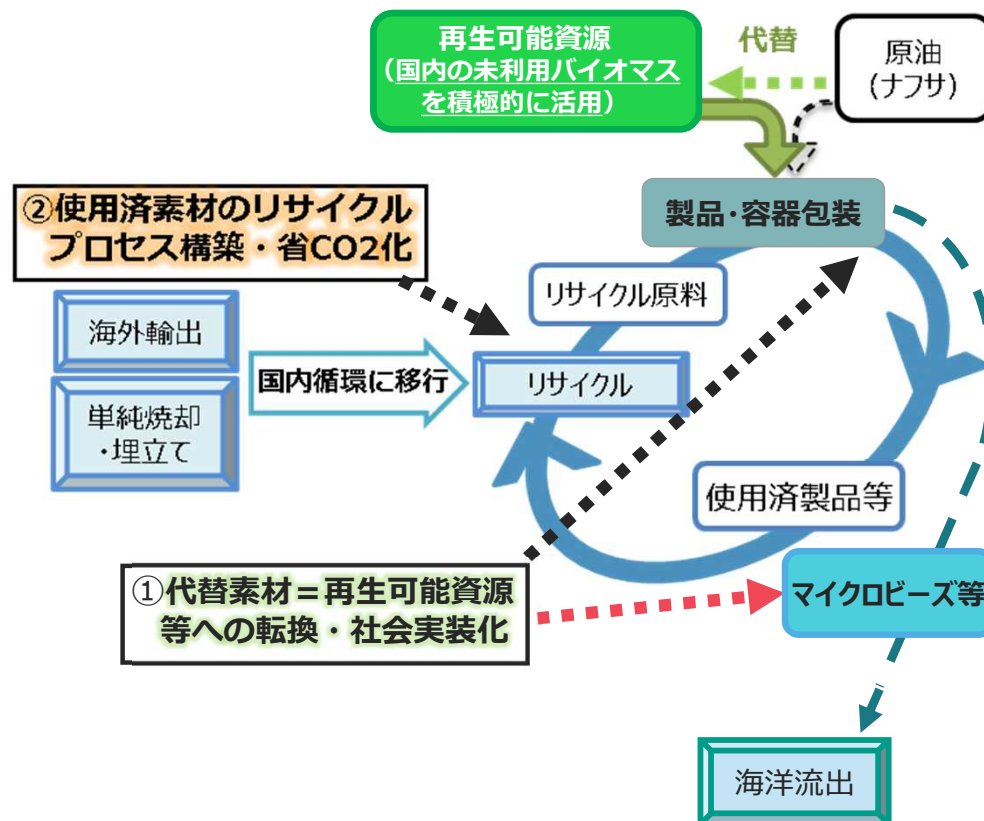 再生可能資源
(国内の未利用バイオマス
を積極的に活用)
代替
原油
(ナフサ)
製品・容器包装
②使用済素材のリサイクル
プロセス構築・省CO2化
リサイクル原料
海外輸出
国内循環に移行
リサイクル
単純焼却
・埋立て
使用済製品等
①代替素材＝再生可能資源
等への転換・社会実装化
マイクロビーズ等
海洋流出